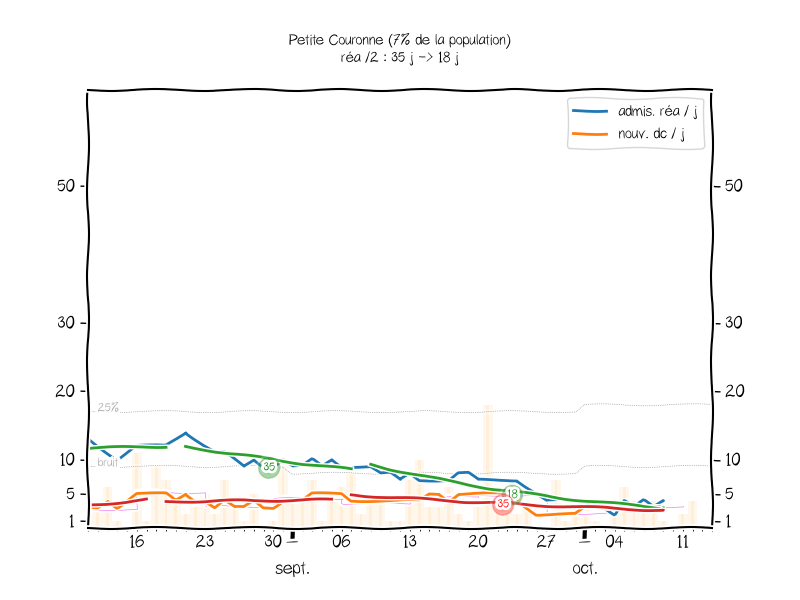 Petite Couronne (7% de la population)
réa /2 : 35 j -> 18 j
admis. réa / j
nouv. dc / j
50
50
30
30
20
20
25%
10
bruit
10
35
5
18
5
35
1
1
16 23 30 06 13 20 27 04 11
sept. oct.